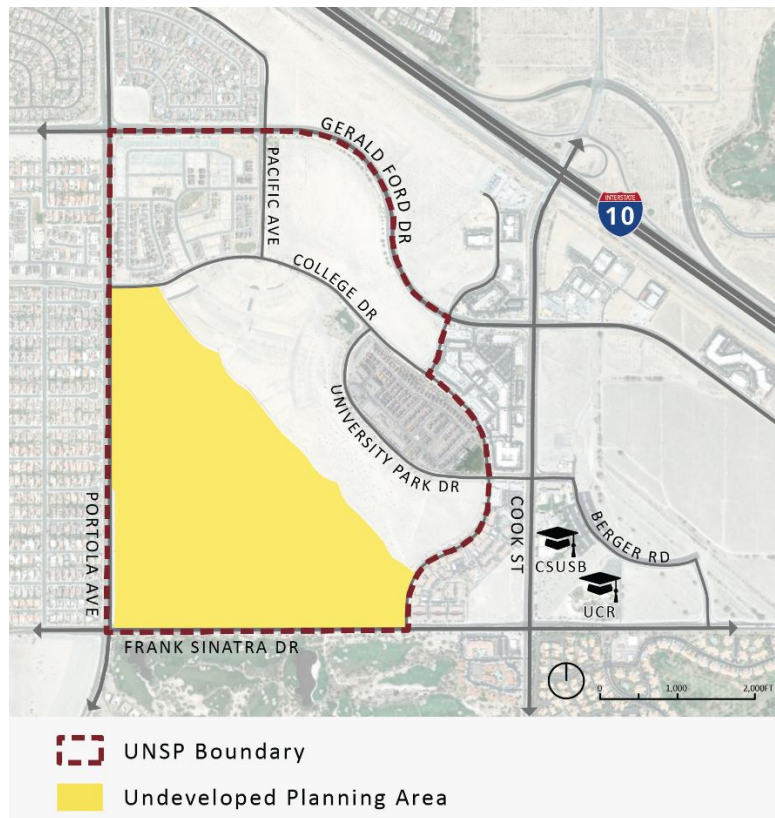 GERALD FORD DR
PACIFIC AVE
INTERSTATE
10
COLLEGE DR
UNIVERSITY PARK DR
PORTOLA AVE
COOK ST
BERGER RD
CSUSB
UCR
FRANK SINATRA DR
0 1,000 2,000FT
UNSP Boundary
Undeveloped Planning Area